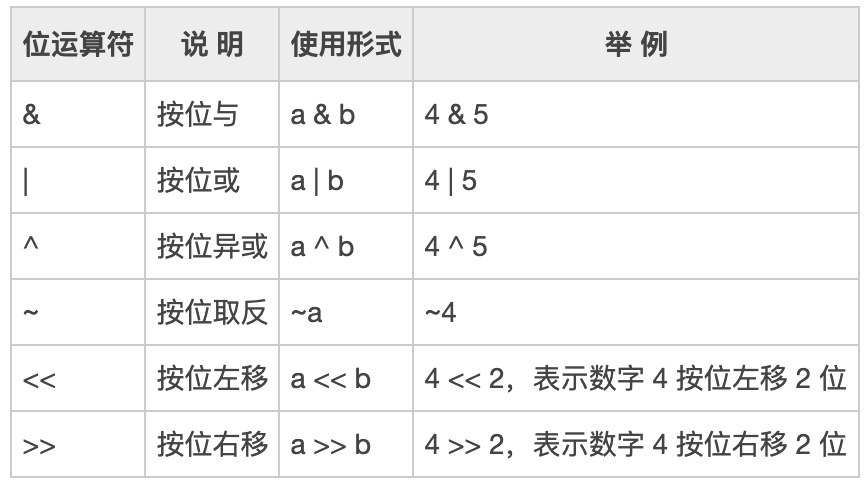 位运算符 说 明 使用形式 举 例
& 按位与 a & b 4 & 5
| 按位或 a | b 4 | 5
^ 按位异或 a ^ b 4 ^ 5
~ 按位取反 ~a ~4
<< 按位左移 a << b 4 << 2，表示数字 4 按位左移 2 位
>> 按位右移 a >> b 4 >> 2，表示数字 4 按位右移 2 位